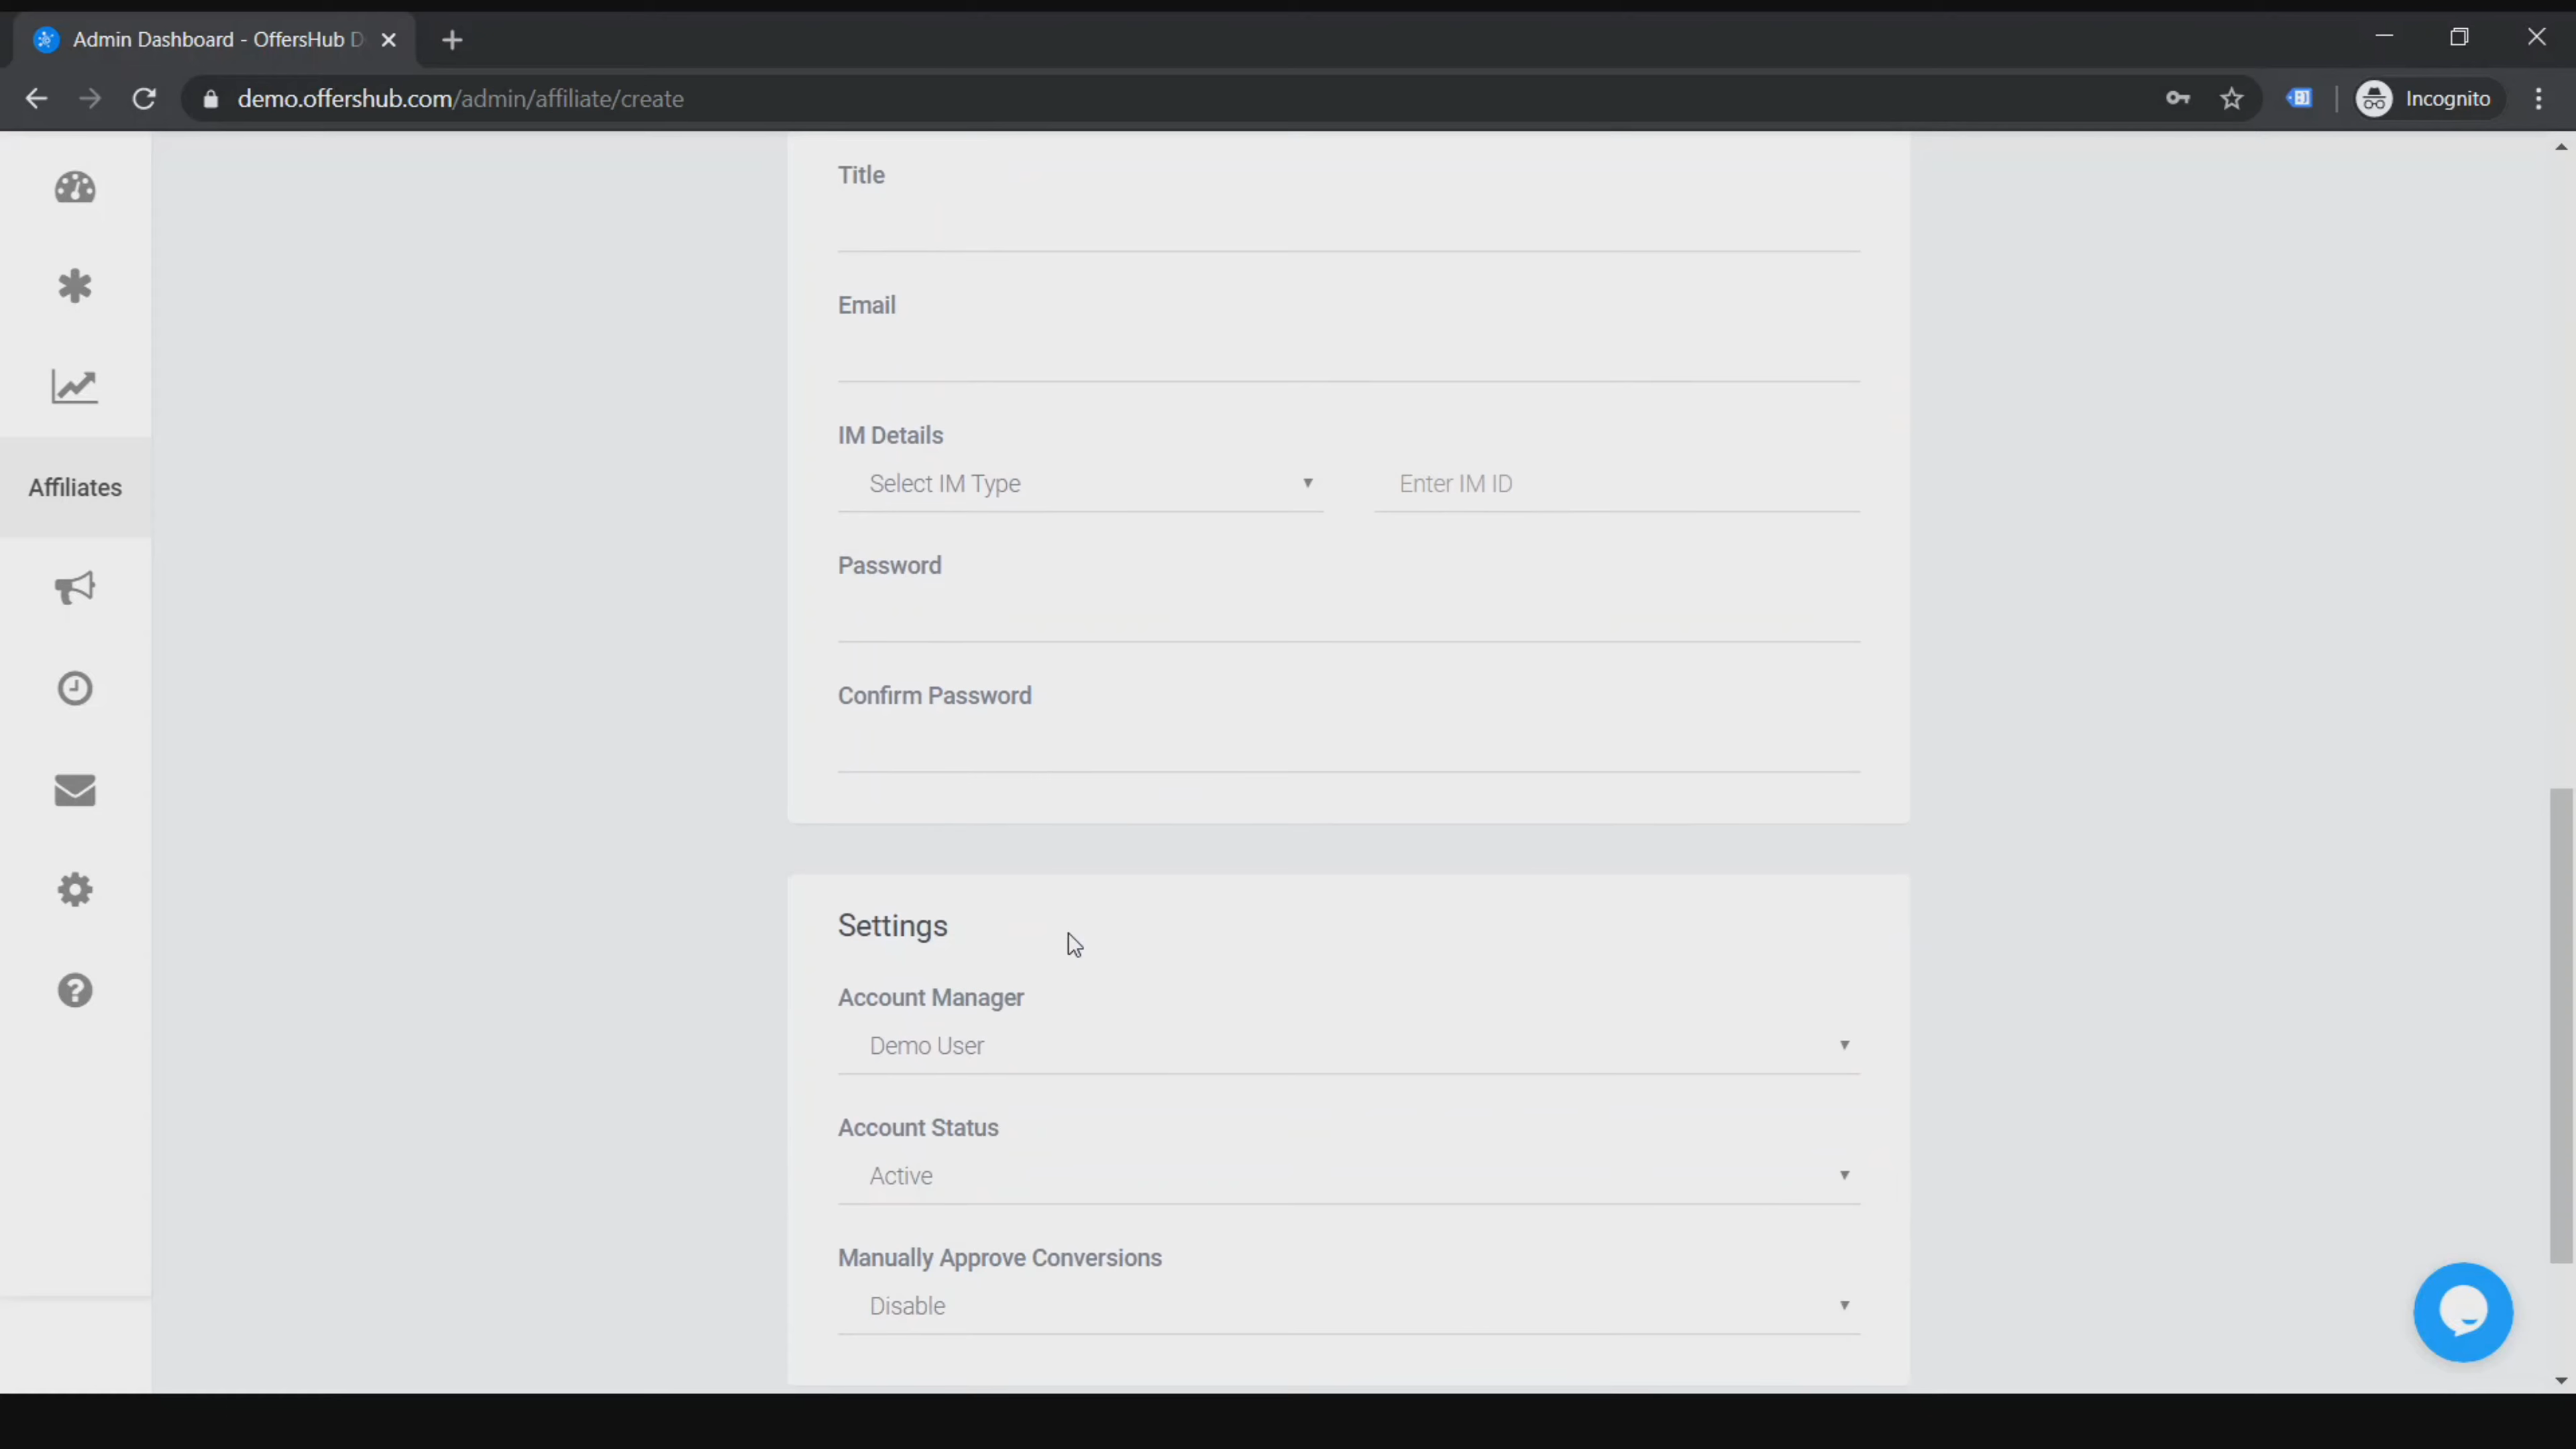 Admin Dashboard - OffersHub D
demo.offershub.com/admin/affiliate/create
Incognito
Title
Email
IM Details
Select IM Type
Enter IM ID
Affiliates
Password
Confirm Password
Settings
Account Manager
Demo User
Account Status
Active
Manually Approve Conversions
Disable